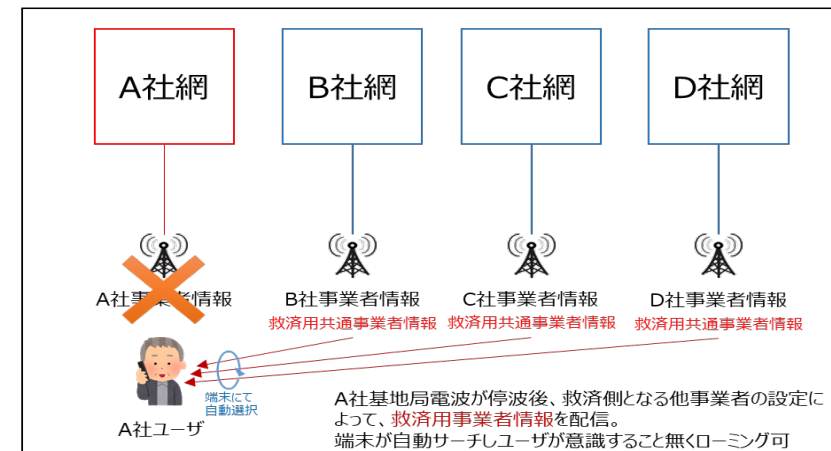 A社網
B社網
C社網
D社網
A社事業者情報
B社事業者情報
C社事業者情報
D社事業者情報
救済用共通事業者情報
救済用共通事業者情報
救済用共通事業者情報
端末にて
自動選択
A社ユーザ
A社基地局電波が停波後、救済側となる他事業者の設定に
よって、救済用事業者情報を配信。
端末が自動サーチしユーザが意識すること無くローミング可